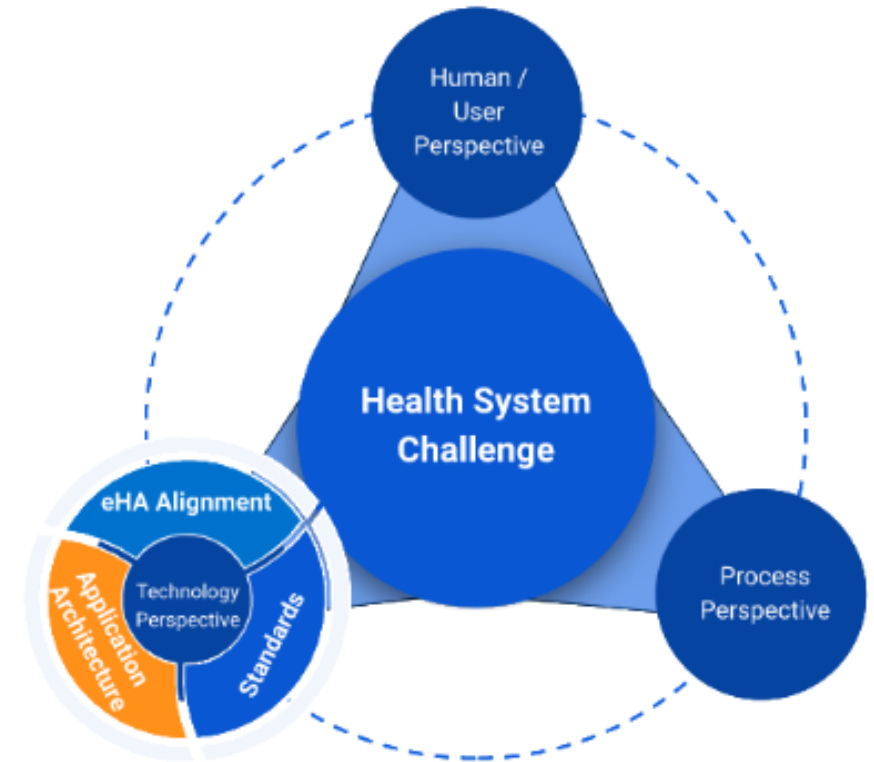 Human /
User
Perspective
Health System
Challenge
eHA Alignment
Technology
Perspective
Application
Architecture
Standards
Process
Perspective